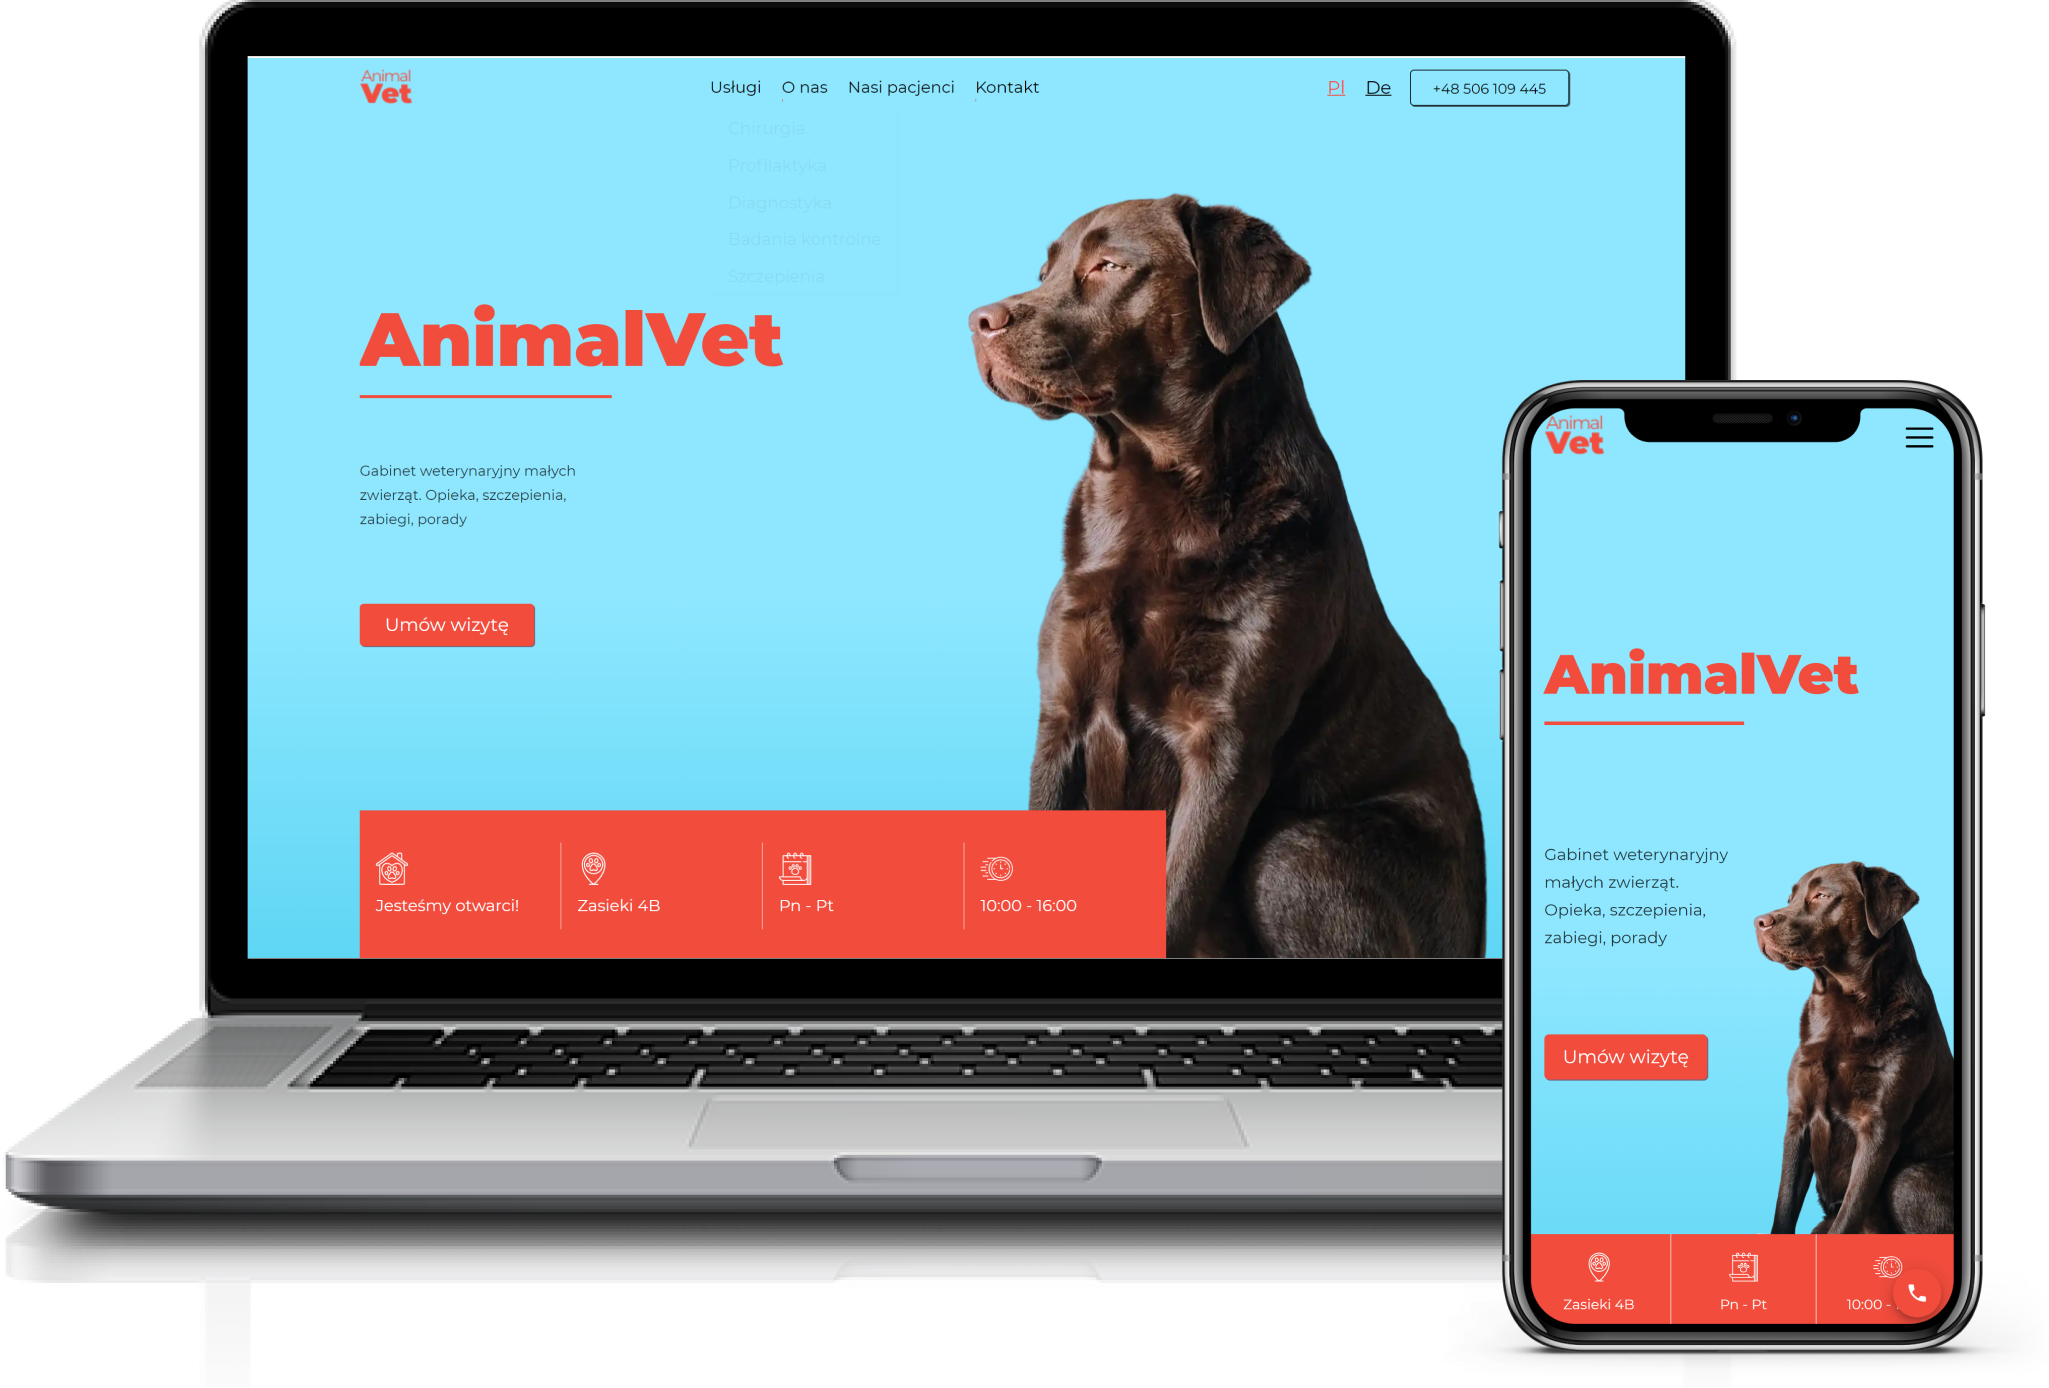 Animal
Vet
Usługi O nas Nasi pacjenci Kontakt
Pl De +48 506 109 445
Chirurgia
Profilaktyka
Diagnostyka
Badania kontrolne
Szczepienia
AnimalVet
Gabinet weterynaryjny małych
zwierząt. Opieka, szczepienia,
zabiegi, porady
Umów wizytę
Jesteśmy otwarci! Zasieki 4B Pn - Pt 10:00 - 16:00
Animal
Vet
AnimalVet
Gabinet weterynaryjny
małych zwierząt.
Opieka, szczepienia,
zabiegi, porady
Umów wizytę
Zasieki 4B Pn - Pt 10:00 -